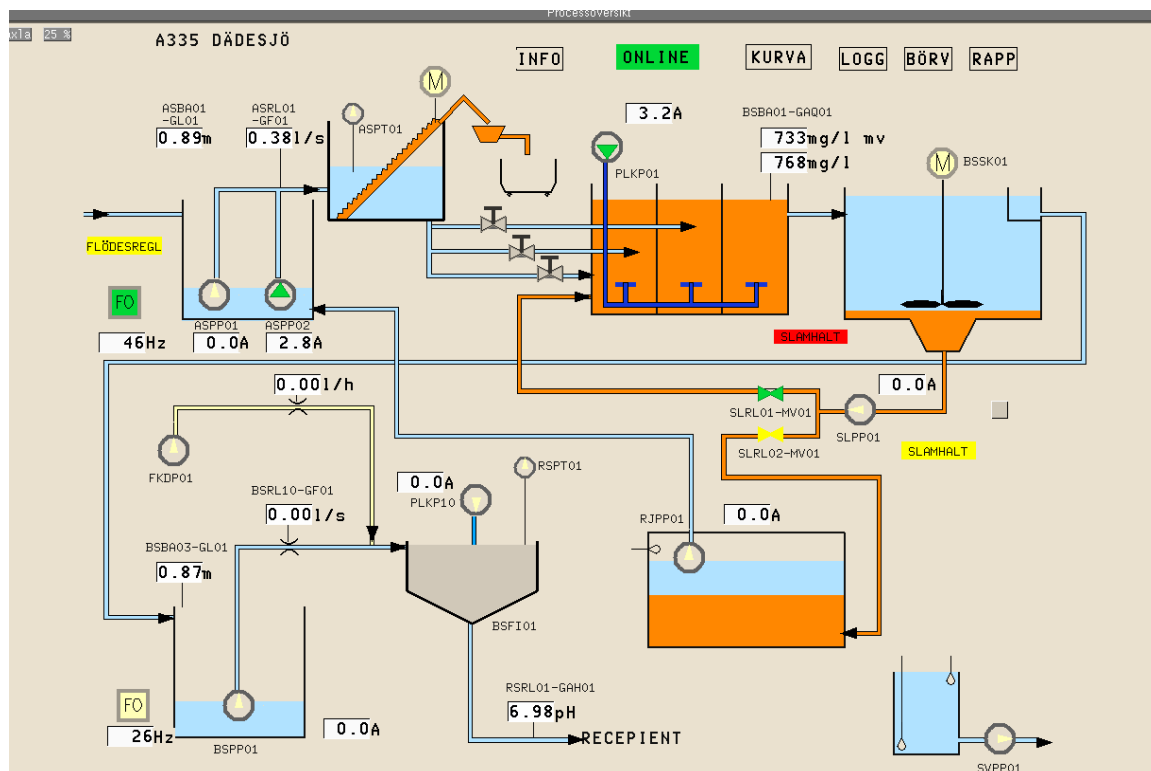 Processöversikt
oxla 25 %
A335 DÄDESJÖ
INFO
ONLINE
KURVA
LOGG
BÖRV
RAPP
ASBA01
-GL01
0.89m
ASRL01
-GF01
0.38l/s
ASPT01
M
3.2A
PLKP01
BSBA01-GAQ01
733mg/l mv
768mg/l
M
BSSK01
FLÖDESREGL
FO
46Hz
ASPP01
0.0A
ASPP02
2.8A
SLAMHALT
0.00l/h
FKDP01
SLRL01-MV01
SLRL02-MV01
0.0A
SLPP01
SLAMHALT
BSRL10-GF01
0.00l/s
0.0A
PLKP10
RSPT01
RJPP01
0.0A
BSBA03-GL01
0.87m
BSFI01
FO
26Hz
BSPP01
0.0A
RSRL01-GAH01
6.98pH
RECEPIENT
SVPP01